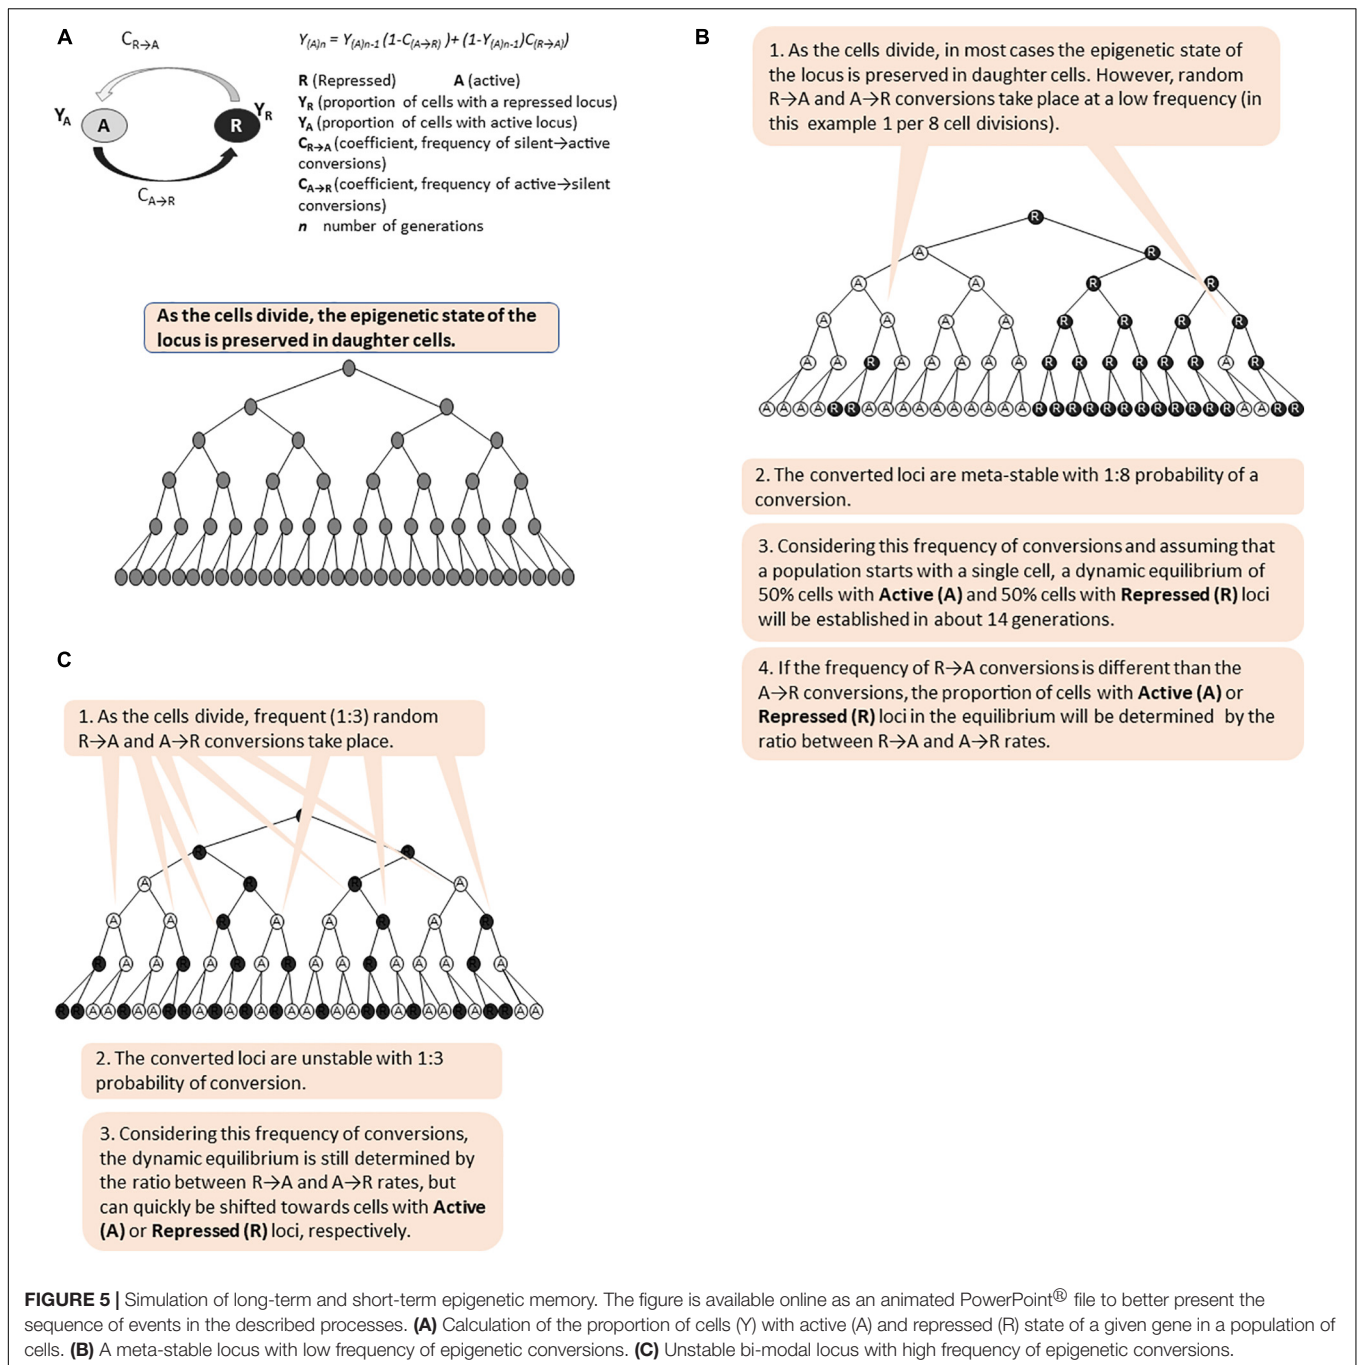 A
C R→A
Y A
A
R
Y R
C A→R
Y(A)n = Y(A)n-1 (1-C(A→R) )+ (1-Y(A)n-1)C(R→A))
R (Repressed) A (active)
Y R (proportion of cells with a repressed locus)
Y A (proportion of cells with active locus)
C R→A (coefficient, frequency of silent→active
conversions)
C A→R (coefficient, frequency of active→silent
conversions)
n number of generations
As the cells divide, the epigenetic state of the
locus is preserved in daughter cells.
B
1. As the cells divide, in most cases the epigenetic state of
the locus is preserved in daughter cells. However, random
R→A and A→R conversions take place at a low frequency (in
this example 1 per 8 cell divisions).
R
A R
A A R R
A A A A R R R R
A A R A A A A A R R R R R R A R
A A A A R R A A A A A A A A A A R R R R R R R R R R R R A A R R
2. The converted loci are meta-stable with 1:8 probability of a
conversion.
3. Considering this frequency of conversions and assuming that
a population starts with a single cell, a dynamic equilibrium of
50% cells with Active (A) and 50% cells with Repressed (R) loci
will be established in about 14 generations.
4. If the frequency of R→A conversions is different than the
A→R conversions, the proportion of cells with Active (A) or
Repressed (R) loci in the equilibrium will be determined by the
ratio between R→A and A→R rates.
C
1. As the cells divide, frequent (1:3) random
R→A and A→R conversions take place.
R R
A R R A
A A R A A R A R
R A A R A R A R A A R A A A R A
R R A A R A A R R A R A R A R A A R A A R R A R A A R A R R A A
2. The converted loci are unstable with 1:3
probability of conversion.
3. Considering this frequency of conversions,
the dynamic equilibrium is still determined by
the ratio between R→A and A→R rates, but
can quickly be shifted towards cells with Active
(A) or Repressed (R) loci, respectively.
FIGURE 5 | Simulation of long-term and short-term epigenetic memory. The figure is available online as an animated PowerPoint® file to better present the
sequence of events in the described processes. (A) Calculation of the proportion of cells (Y) with active (A) and repressed (R) state of a given gene in a population of
cells. (B) A meta-stable locus with low frequency of epigenetic conversions. (C) Unstable bi-modal locus with high frequency of epigenetic conversions.